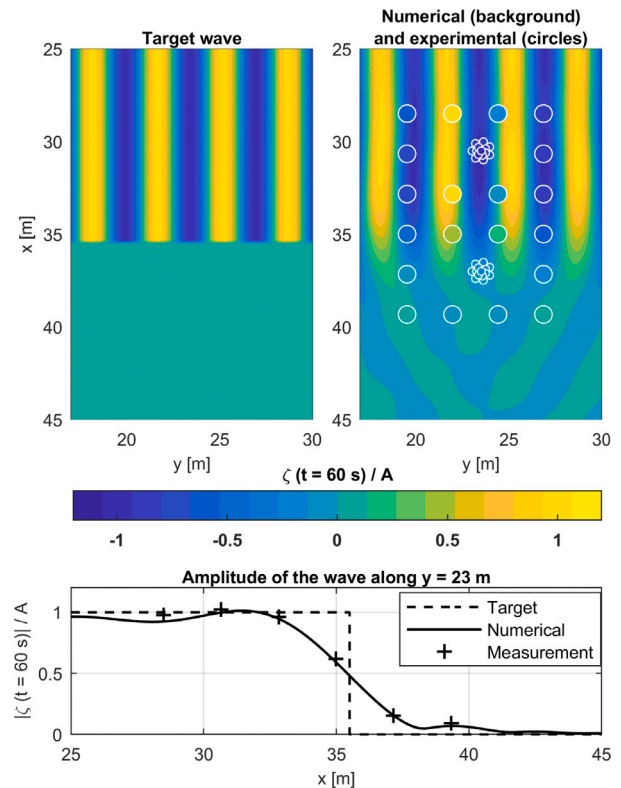 Target wave
Numerical (background)
and experimental (circles)
25
30
35
40
45
x [m]
20
25
30
y [m]
25
30
35
40
45
20
25
30
y [m]
ζ (t = 60 s) / A
-1
-0.5
0
0.5
1
Amplitude of the wave along y = 23 m
1
0.5
0
|ζ (t = 60 s)| / A
Target
Numerical
Measurement
25
30
35
40
45
x [m]